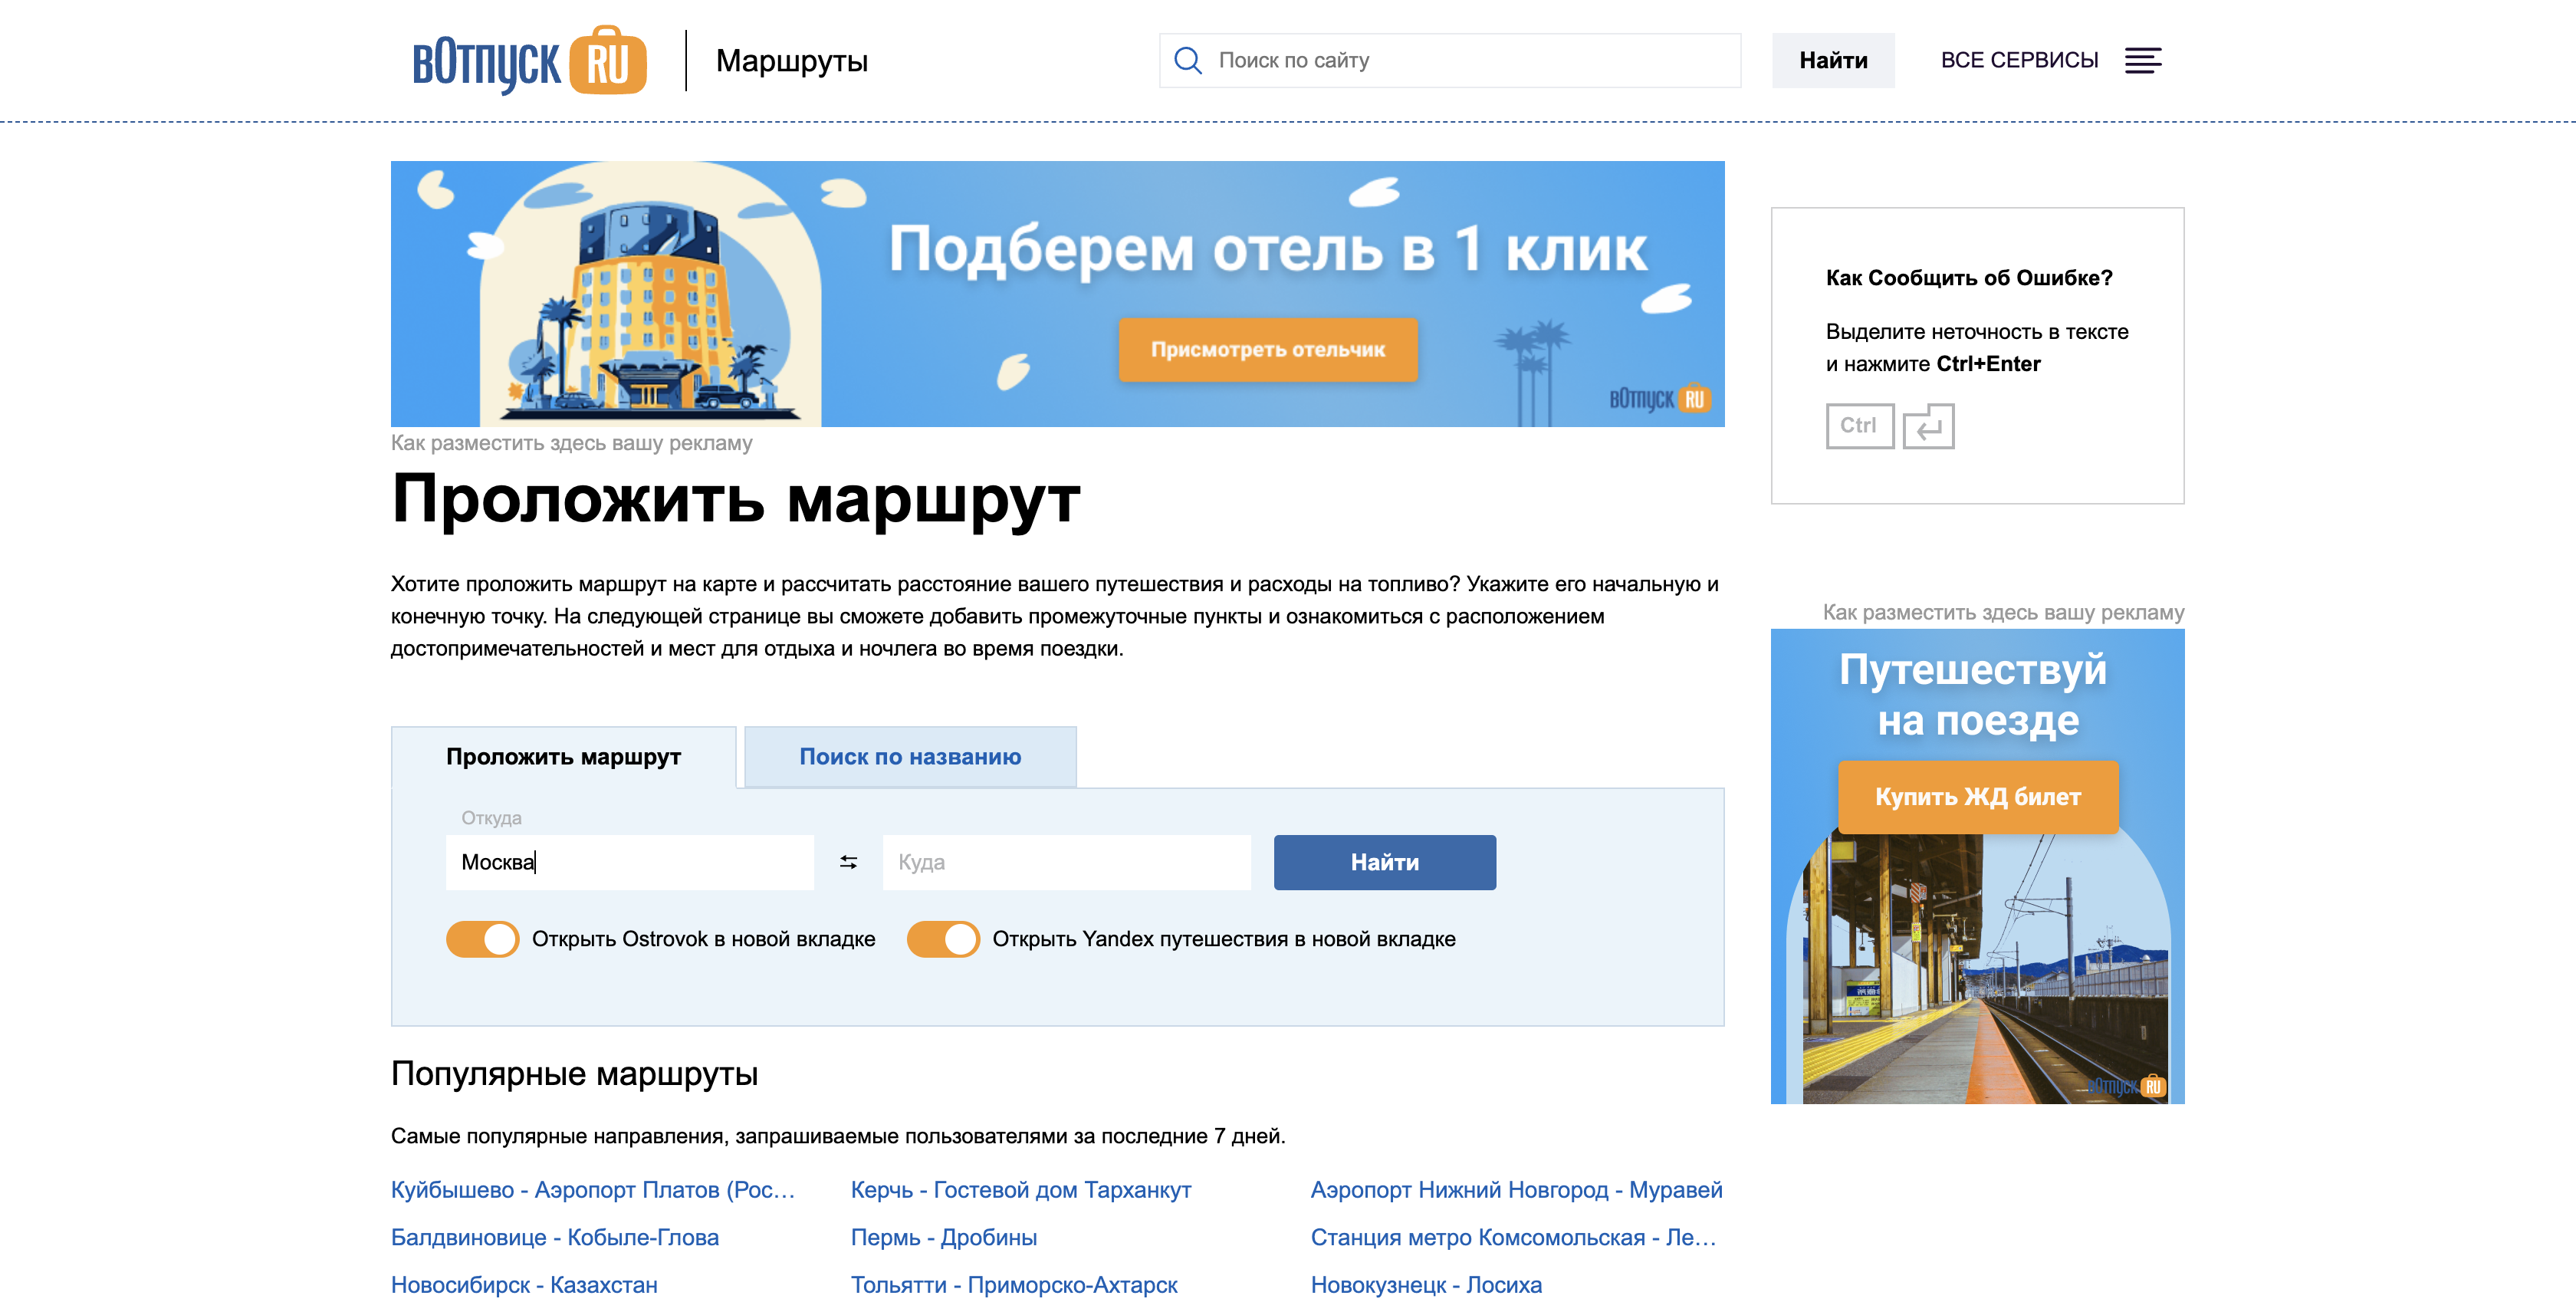 вОтпуск RU
Маршруты
Поиск по сайту
Найти
ВСЕ СЕРВИСЫ
Подберем отель в 1 клик
Присмотреть отельчик
вОтпуск RU
Как разместить здесь вашу рекламу
Проложить маршрут
Хотите проложить маршрут на карте и рассчитать расстояние вашего путешествия и расходы на топливо? Укажите его начальную и
конечную точку. На следующей странице вы сможете добавить промежуточные пункты и ознакомиться с расположением
достопримечательностей и мест для отдыха и ночлега во время поездки.
Проложить маршрут
Поиск по названию
Откуда
Москва
Куда
Найти
Открыть Ostrovok в новой вкладке
Открыть Yandex путешествия в новой вкладке
Популярные маршруты
Самые популярные направления, запрашиваемые пользователями за последние 7 дней.
Куйбышево - Аэропорт Платов (Рос…
Керчь - Гостевой дом Тарханкут
Аэропорт Нижний Новгород - Муравей
Балдвиновице - Кобыле-Глова
Пермь - Дробины
Станция метро Комсомольская - Ле…
Новосибирск - Казахстан
Тольятти - Приморско-Ахтарск
Новокузнецк - Лосиха
Как Сообщить об Ошибке?
Выделите неточность в тексте
и нажмите Ctrl+Enter
Ctrl
Как разместить здесь вашу рекламу
Путешествуй
на поезде
Купить ЖД билет
вОтпуск RU